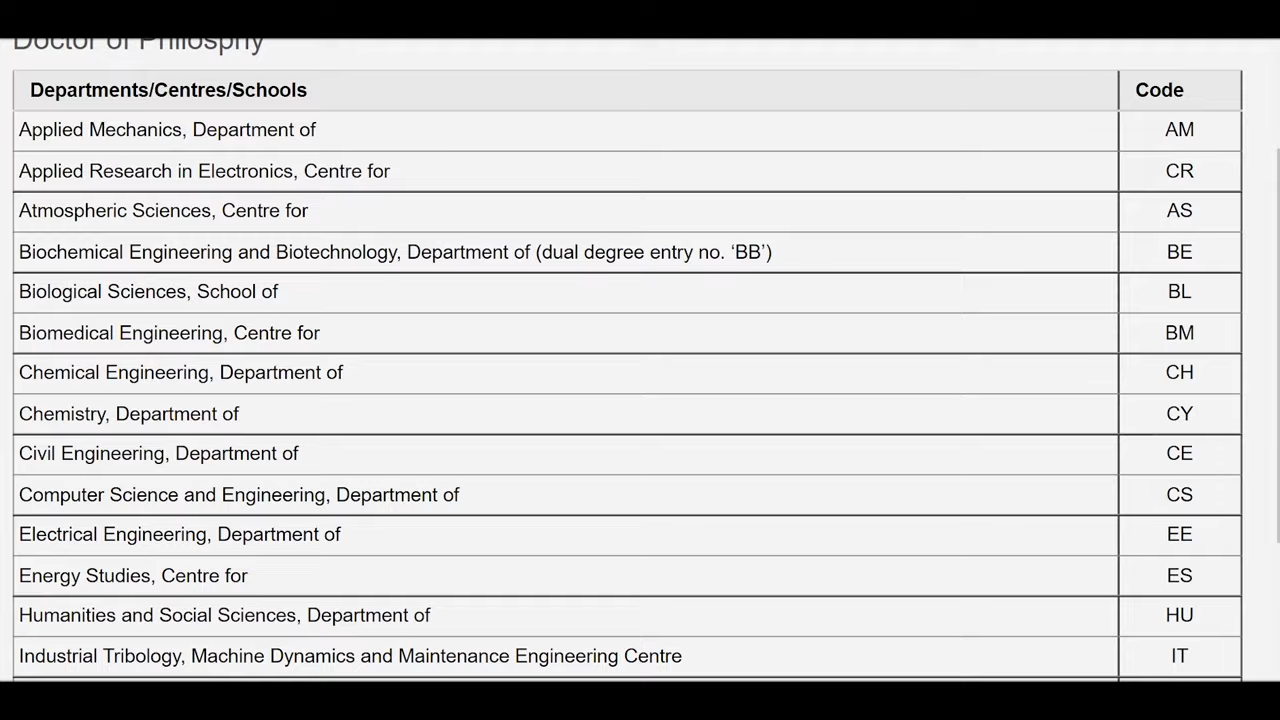 Doctor of Philosphy
Departments/Centres/Schools Code
Applied Mechanics, Department of AM
Applied Research in Electronics, Centre for CR
Atmospheric Sciences, Centre for AS
Biochemical Engineering and Biotechnology, Department of (dual degree entry no. ‘BB’) BE
Biological Sciences, School of BL
Biomedical Engineering, Centre for BM
Chemical Engineering, Department of CH
Chemistry, Department of CY
Civil Engineering, Department of CE
Computer Science and Engineering, Department of CS
Electrical Engineering, Department of EE
Energy Studies, Centre for ES
Humanities and Social Sciences, Department of HU
Industrial Tribology, Machine Dynamics and Maintenance Engineering Centre IT